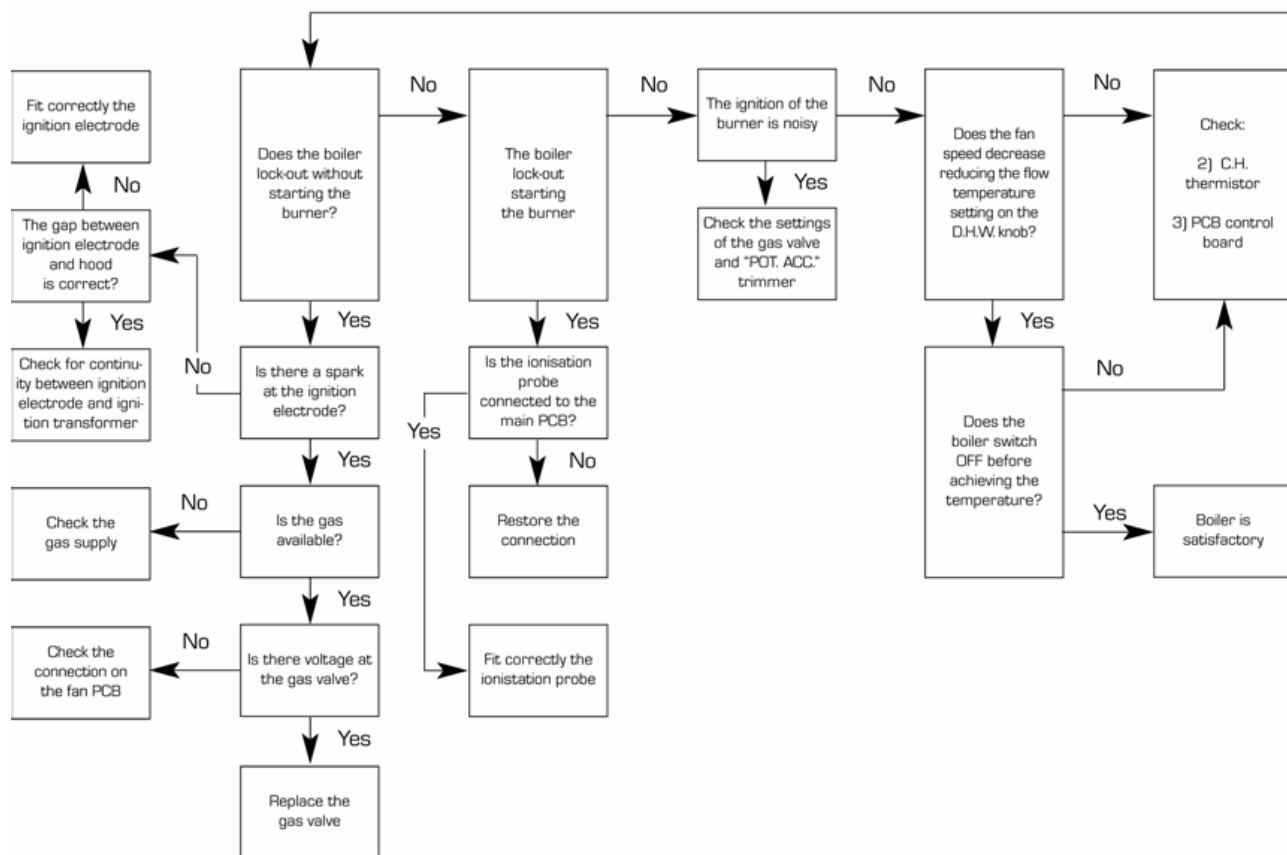 Fit correctly the
ignition electrode
No
The gap between
ignition electrode
and hood
is correct?
Yes
Check for continu-
ity between ignition
electrode and igni-
tion transformer
Does the boiler
lock-out without
starting the
burner?
No
Yes
Is there a spark
at the ignition
electrode?
No
Yes
Is the gas
available?
No
Check the
gas supply
Yes
Is there voltage at
the gas valve?
No
Check the
connection on
the fan PCB
Yes
Replace the
gas valve
The boiler
lock-out
starting
the burner
No
Yes
Is the ionisation
probe
connected to the
main PCB?
Yes
No
Restore the
connection
Fit correctly the
ionistation probe
The ignition of the
burner is noisy
No
Yes
Check the settings
of the gas valve
and "POT. ACC."
trimmer
Does the fan
speed decrease
reducing the flow
temperature
setting on the
D.H.W. knob?
No
Yes
Does the
boiler switch
OFF before
achieving the
temperature?
No
Yes
Check:
2) C.H.
thermistor
3) PCB control
board
Boiler is
satisfactory